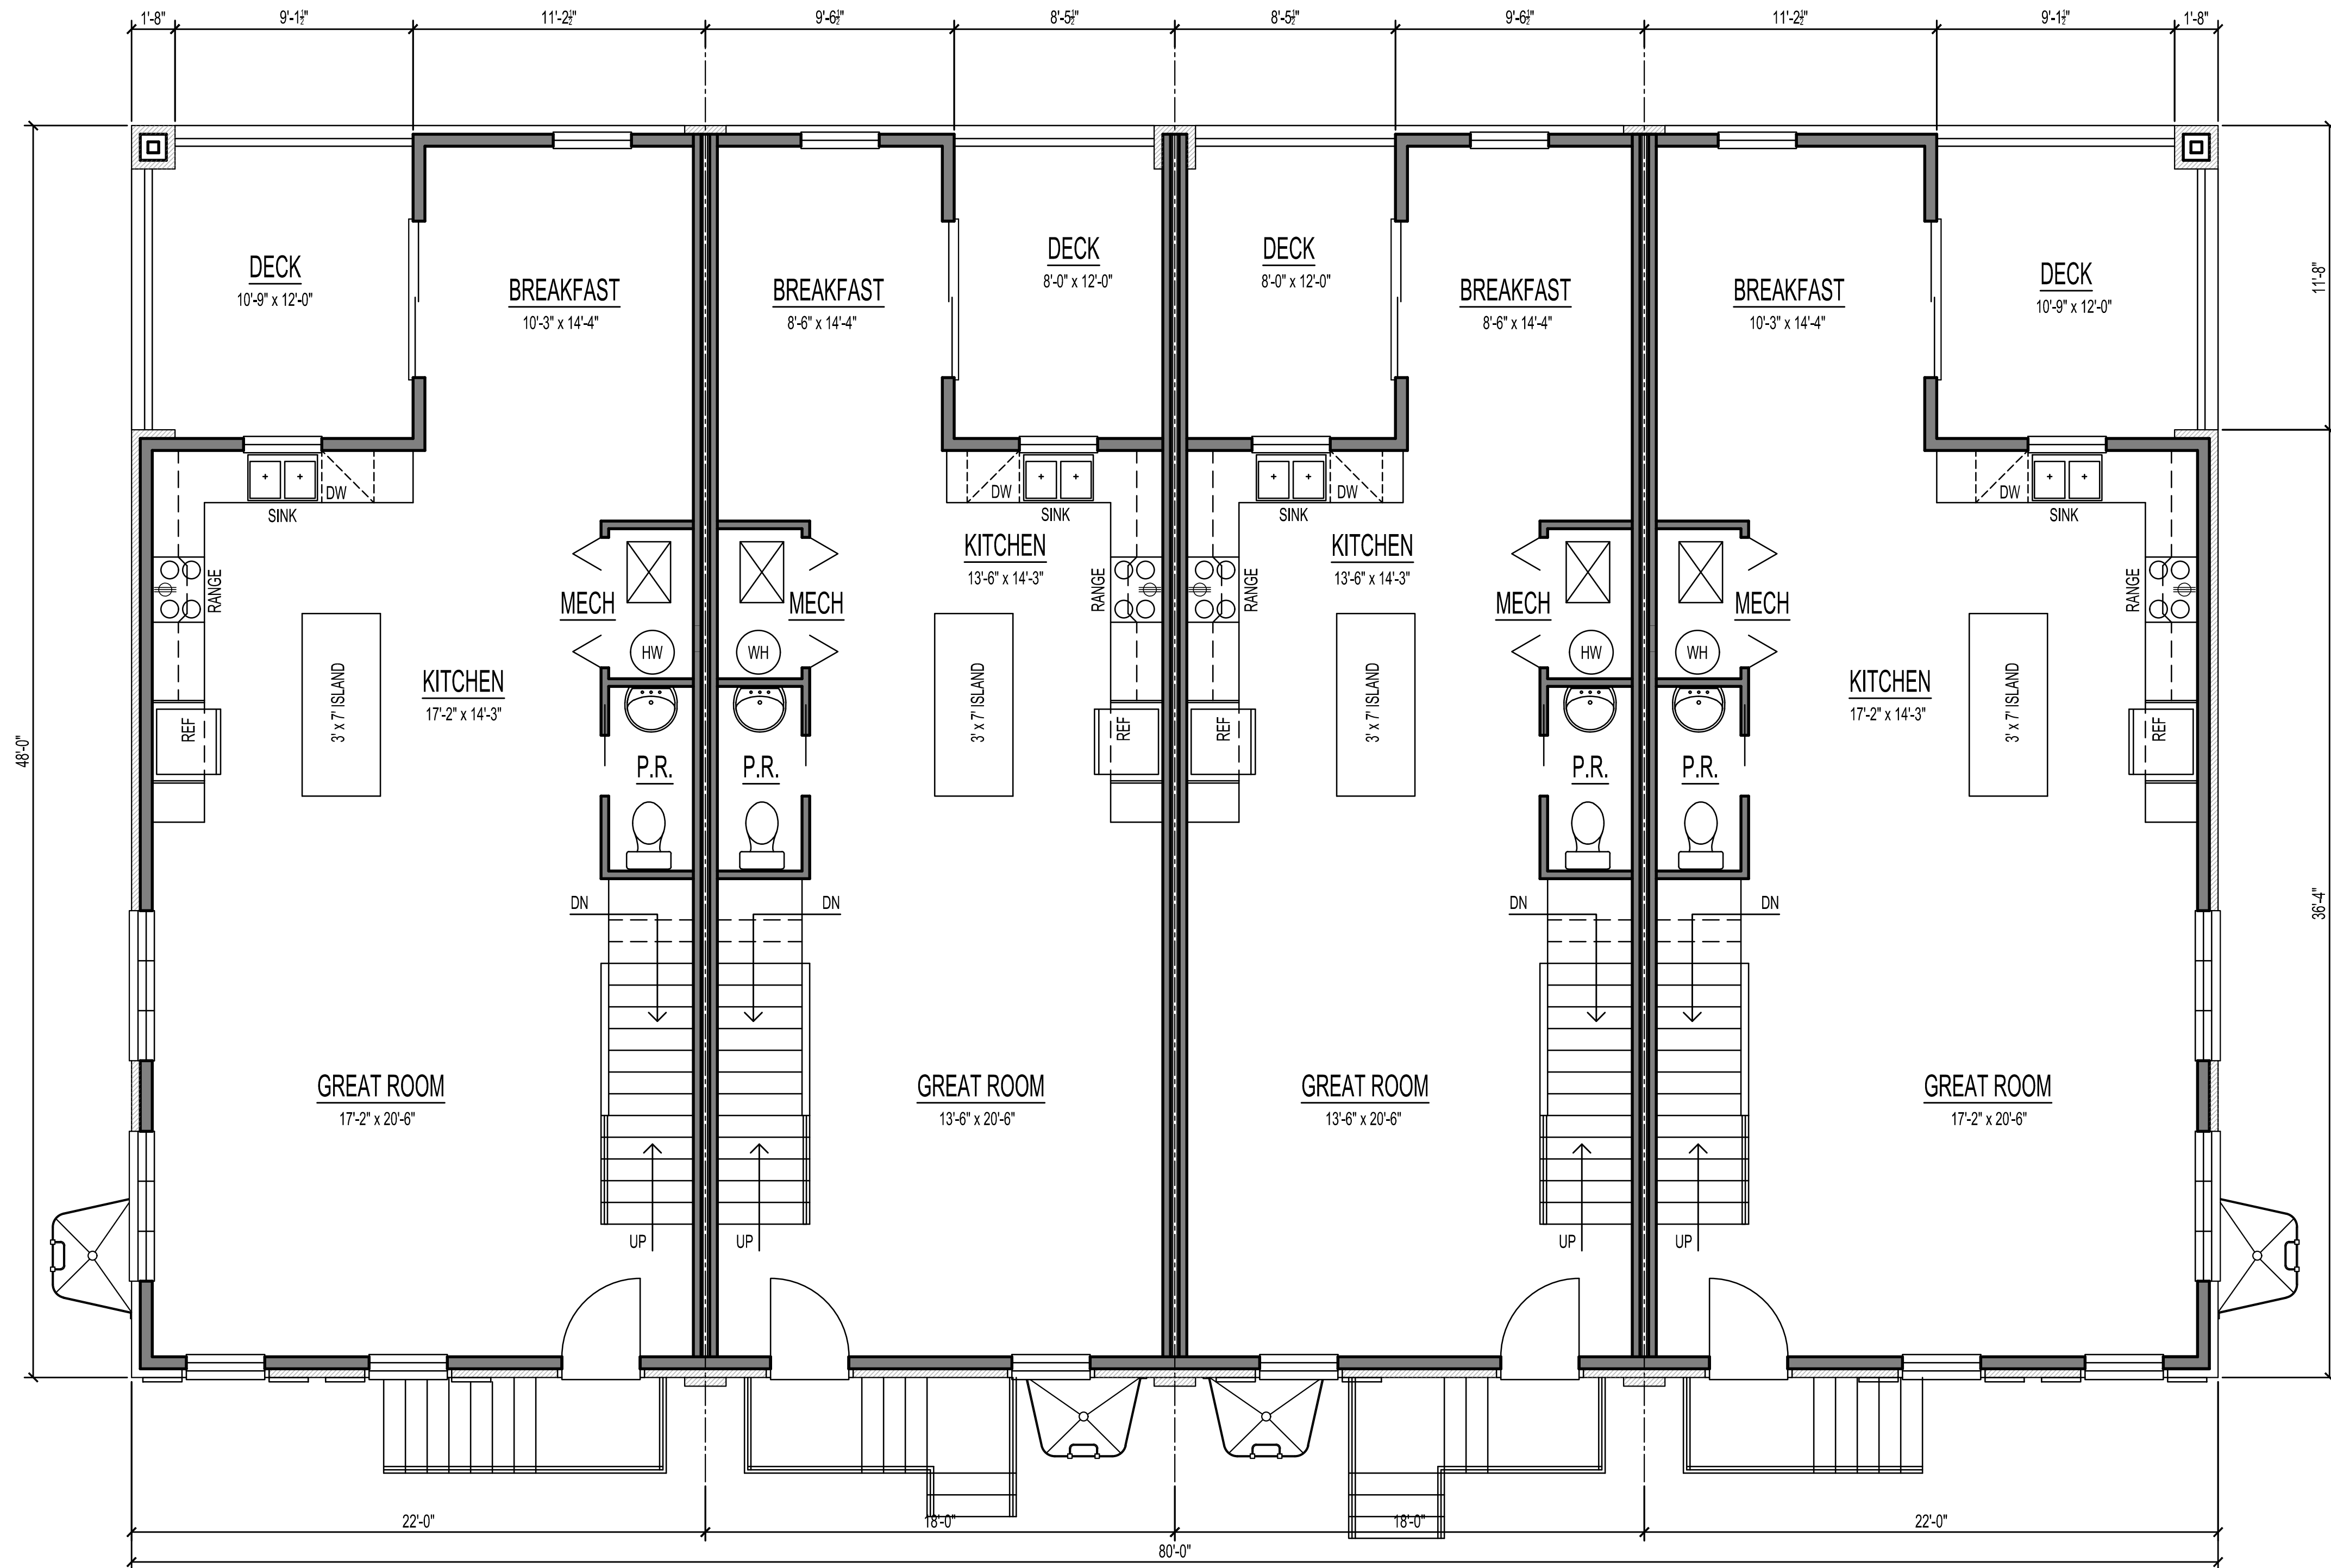 1'-8" 9'-1½" 11'-2½" 9'-6½" 8'-5½" 8'-5½" 9'-6½" 11'-2½" 9'-1½" 1'-8"
DECK
10'-9" x 12'-0"
BREAKFAST
10'-3" x 14'-4"
BREAKFAST
8'-6" x 14'-4"
DECK
8'-0" x 12'-0"
DECK
8'-0" x 12'-0"
BREAKFAST
8'-6" x 14'-4"
BREAKFAST
10'-3" x 14'-4"
DECK
10'-9" x 12'-0"
11'-8"
DW
SINK
DW
SINK
DW
SINK
DW
SINK
RANGE
MECH
HW
MECH
WH
KITCHEN
13'-6" x 14'-3"
RANGE
RANGE
KITCHEN
13'-6" x 14'-3"
MECH
HW
MECH
WH
RANGE
48'-0"
REF
3' x 7' ISLAND
KITCHEN
17'-2" x 14'-3"
P.R.
P.R.
3' x 7' ISLAND
REF
REF
3' x 7' ISLAND
P.R.
P.R.
KITCHEN
17'-2" x 14'-3"
3' x 7' ISLAND
REF
36'-4"
DN
DN
DN
DN
GREAT ROOM
17'-2" x 20'-6"
GREAT ROOM
13'-6" x 20'-6"
GREAT ROOM
13'-6" x 20'-6"
GREAT ROOM
17'-2" x 20'-6"
UP
UP
UP
UP
22'-0" 18'-0" 18'-0" 22'-0"
80'-0"